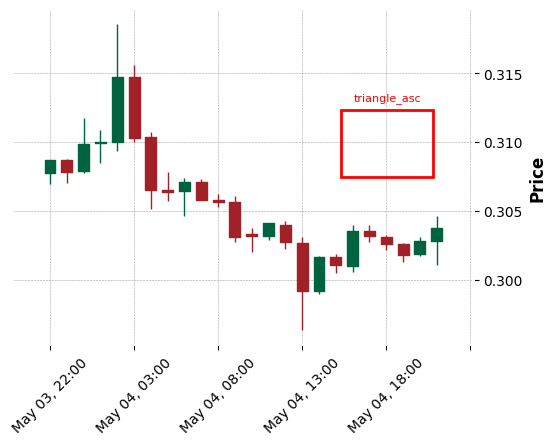 triangle_asc
0.315
0.310
0.305
0.300
Price
May 03, 22:00
May 04, 03:00
May 04, 08:00
May 04, 13:00
May 04, 18:00